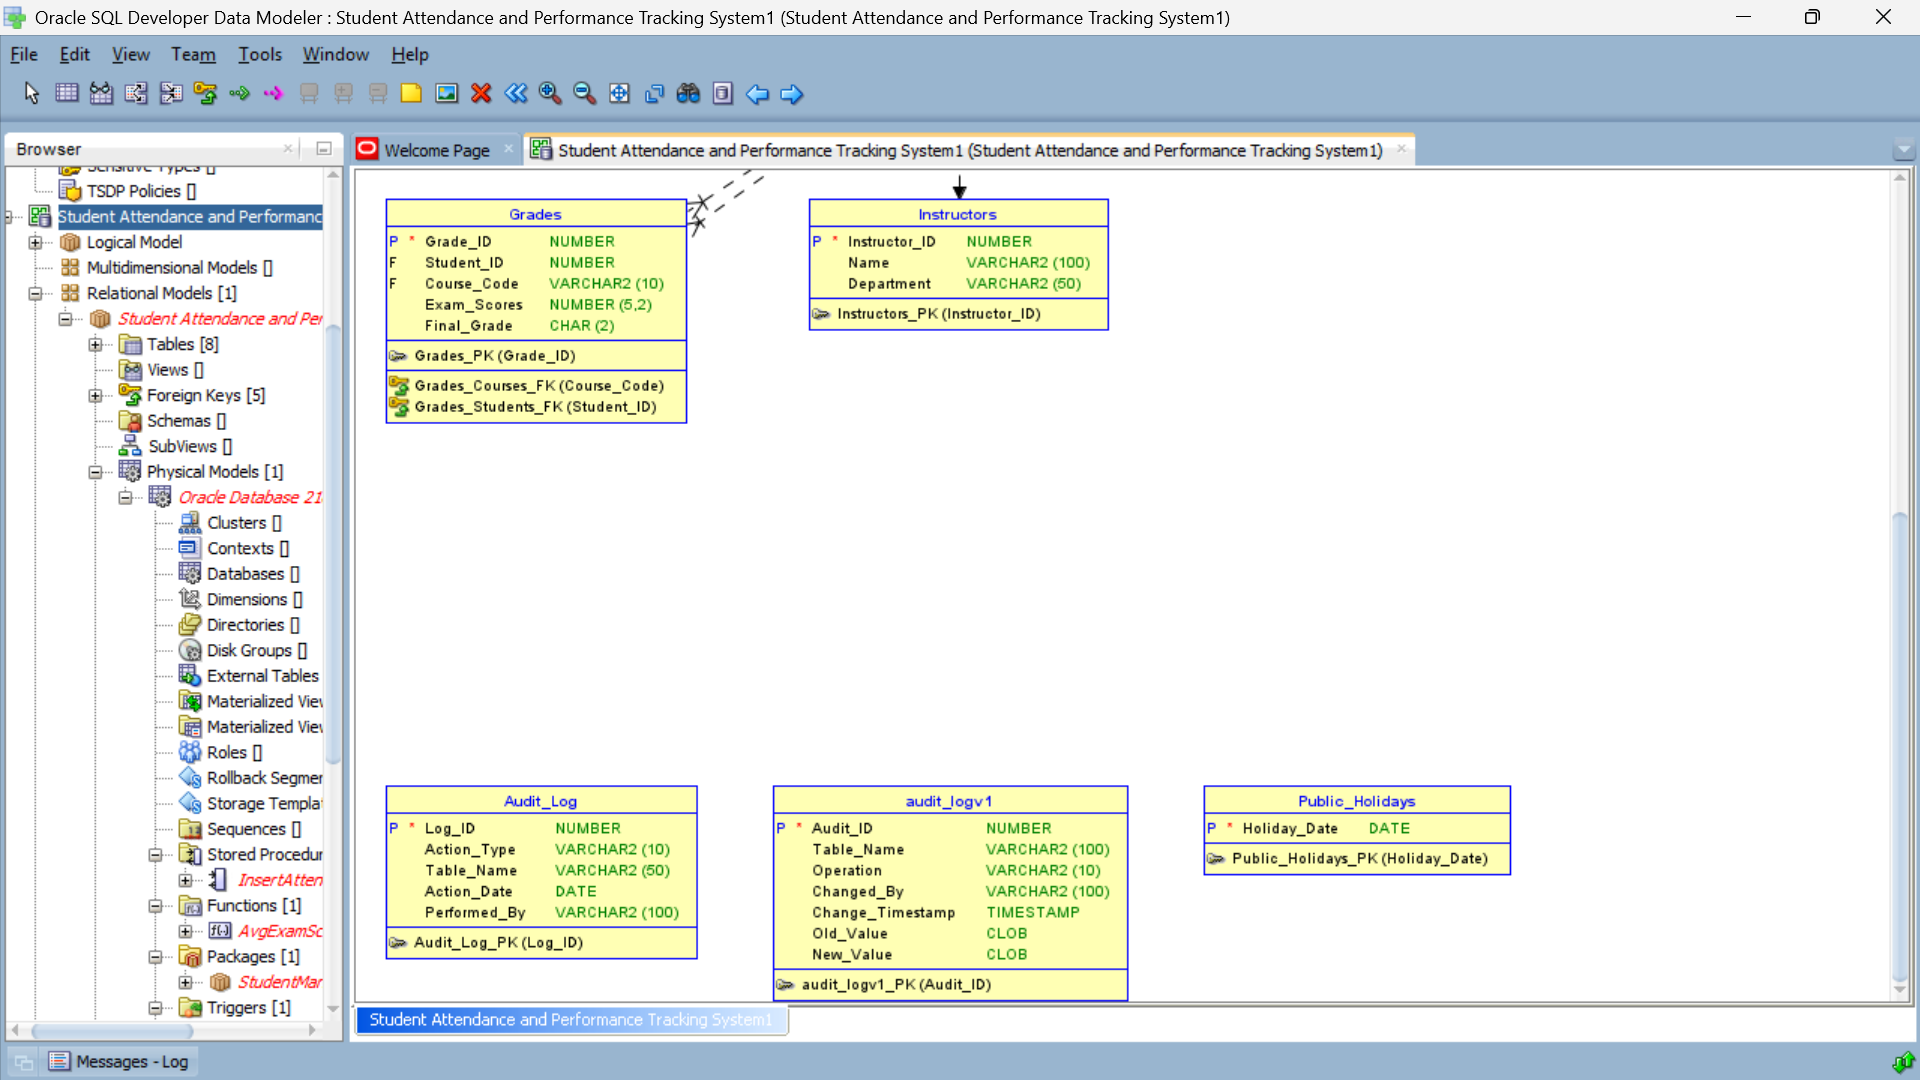 Oracle SQL Developer Data Modeler : Student Attendance and Performance Tracking System1 (Student Attendance and Performance Tracking System1)
File Edit View Team Tools Window Help
Browser
Welcome Page
Student Attendance and Performance Tracking System1 (Student Attendance and Performance Tracking System1)
Sensitive Types []
TSDP Policies []
Student Attendance and Performanc
Logical Model
Multidimensional Models []
Relational Models [1]
Student Attendance and Per
Tables [8]
Views []
Foreign Keys [5]
Schemas []
SubViews []
Physical Models [1]
Oracle Database 21
Clusters []
Contexts []
Databases []
Dimensions []
Directories []
Disk Groups []
External Tables
Materialized Vie
Materialized Vie
Roles []
Rollback Segmer
Storage Templa
Sequences []
Stored Procedur
InsertAtten
Functions [1]
AvgExamSc
Packages [1]
StudentMar
Triggers [1]
Grades
P * Grade_ID NUMBER
F Student_ID NUMBER
F Course_Code VARCHAR2 (10)
Exam_Scores NUMBER (5,2)
Final_Grade CHAR (2)
Grades_PK (Grade_ID)
Grades_Courses_FK (Course_Code)
Grades_Students_FK (Student_ID)
Instructors
P * Instructor_ID NUMBER
Name VARCHAR2 (100)
Department VARCHAR2 (50)
Instructors_PK (Instructor_ID)
Audit_Log
P * Log_ID NUMBER
Action_Type VARCHAR2 (10)
Table_Name VARCHAR2 (50)
Action_Date DATE
Performed_By VARCHAR2 (100)
Audit_Log_PK (Log_ID)
audit_logv1
P * Audit_ID NUMBER
Table_Name VARCHAR2 (100)
Operation VARCHAR2 (10)
Changed_By VARCHAR2 (100)
Change_Timestamp TIMESTAMP
Old_Value CLOB
New_Value CLOB
audit_logv1_PK (Audit_ID)
Public_Holidays
P * Holiday_Date DATE
Public_Holidays_PK (Holiday_Date)
Student Attendance and Performance Tracking System1
Messages - Log